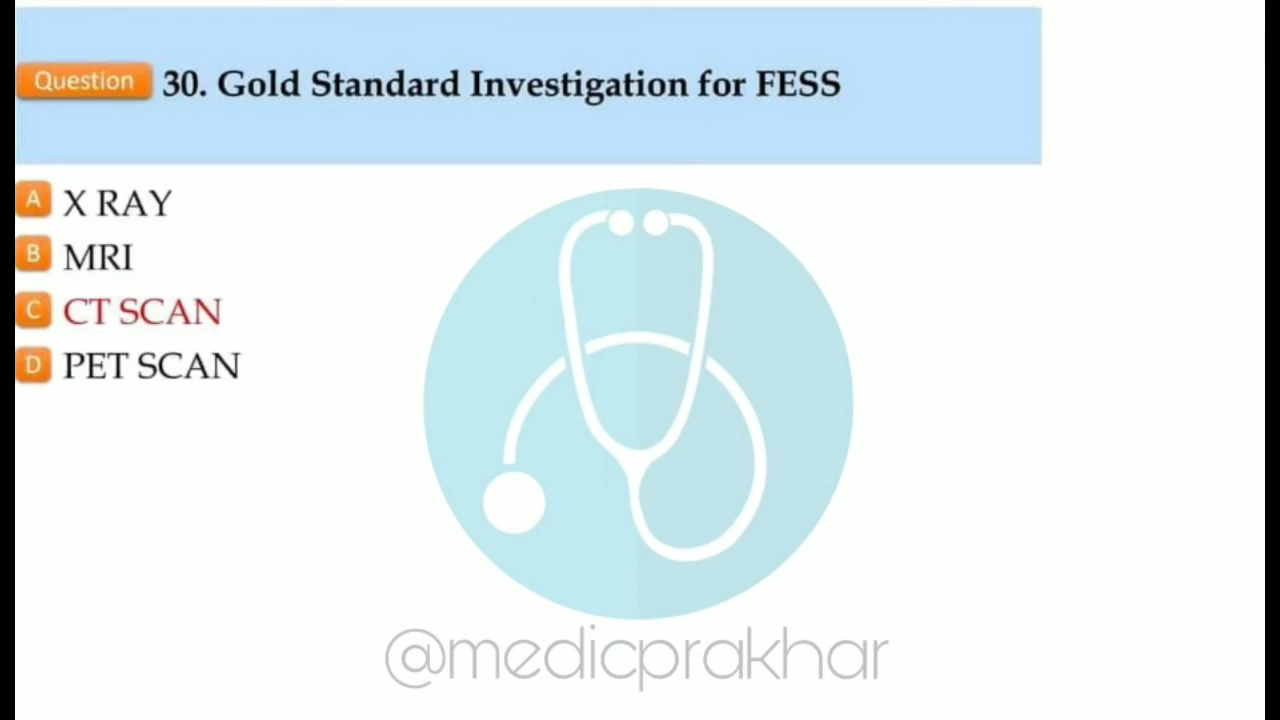 Question 30. Gold Standard Investigation for FESS
A X RAY
B MRI
C CT SCAN
D PET SCAN
@medicprakhar